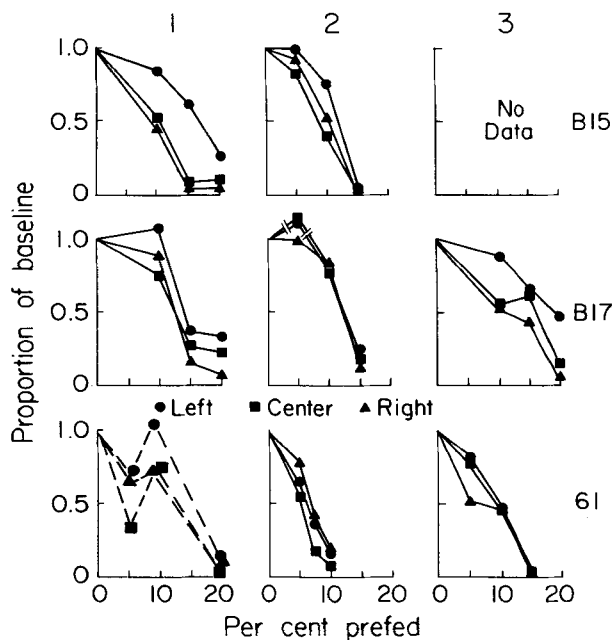 1 2 3
1.0
0.5
0
No
Data
B15
1.0
0.5
0
B17
Left Center Right
1.0
0.5
0
61
0 10 20 0 10 20 0 10 20
Per cent prefed
Proportion of baseline